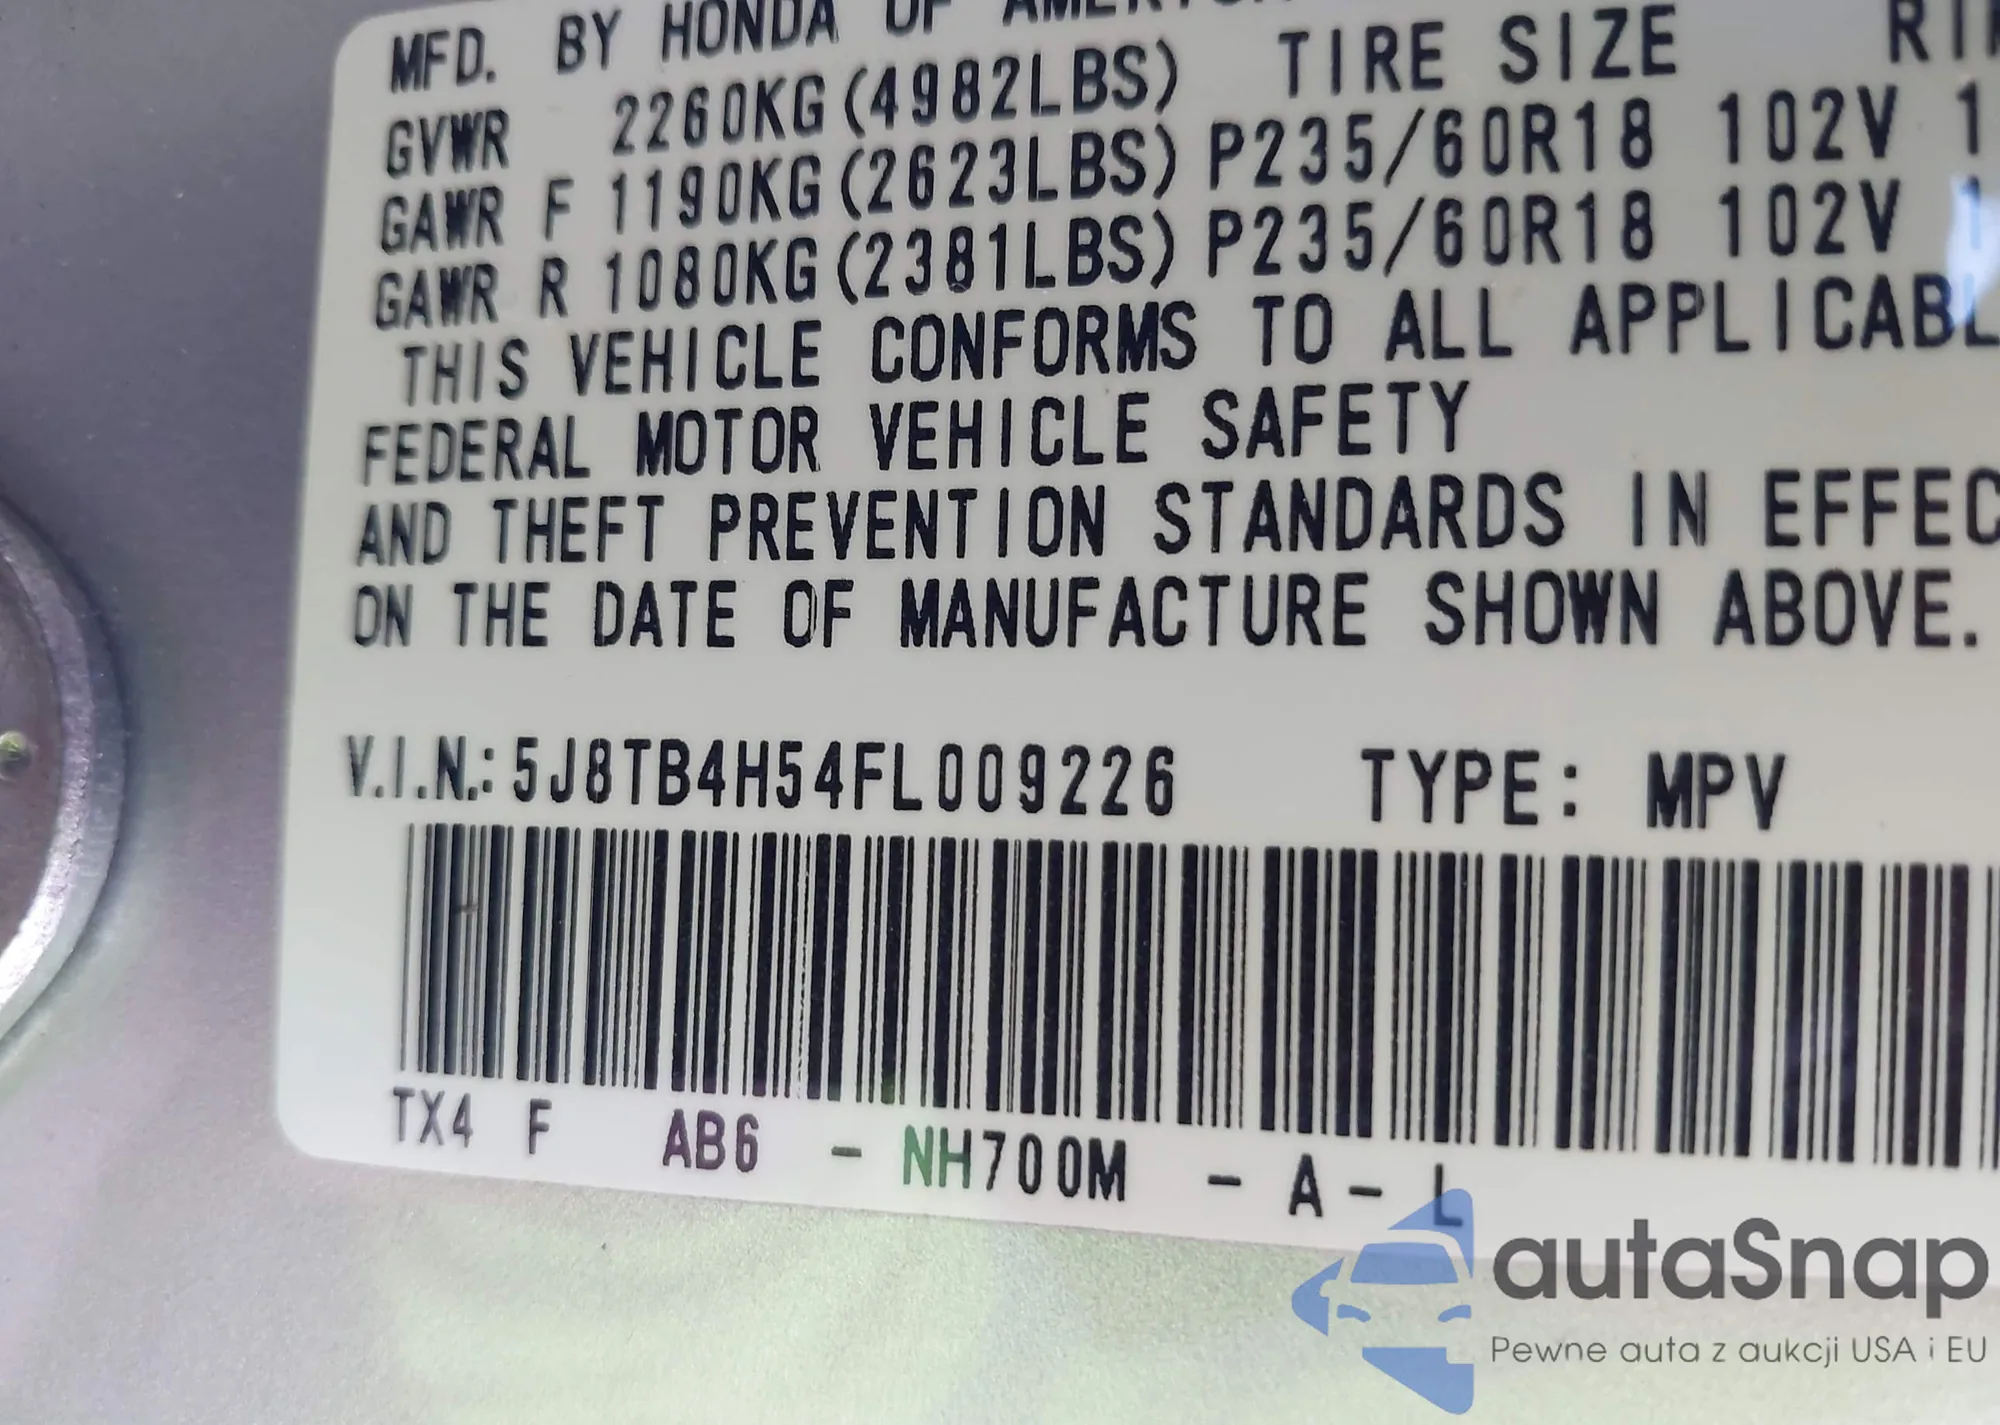 MFD. BY HONDA OF
GVWR 2260KG(4982LBS) TIRE SIZE
GAWR F 1190KG(2623LBS) P235/60R18 102V 1
GAWR R 1080KG(2381LBS) P235/60R18 102V 1
THIS VEHICLE CONFORMS TO ALL
FEDERAL MOTOR VEHICLE SAFETY
AND THEFT PREVENTION STANDARDS IN
ON THE DATE OF MANUFACTURE SHOWN ABOVE.
V.I.N.: 5J8TB4H54FL009226 TYPE: MPV
TX4 F AB6 - NH700M - A - L
autaSnap
Pewne auta z aukcji USA i EU